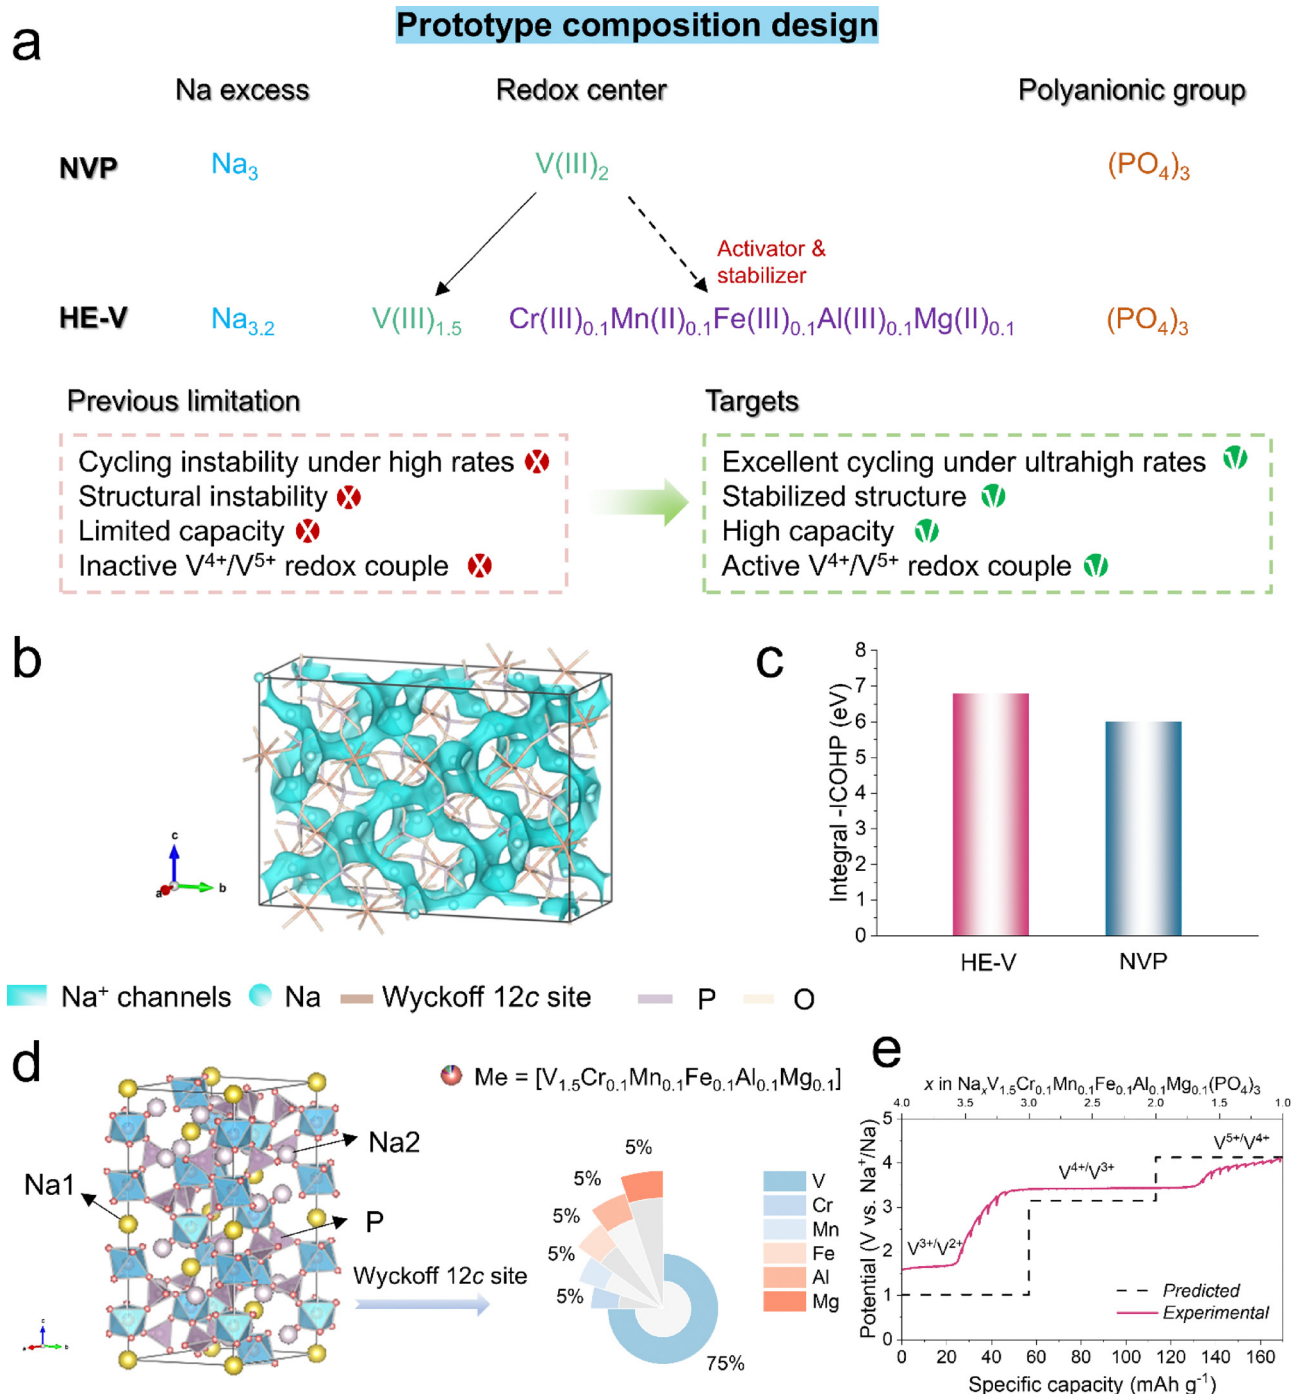 Prototype composition design
a
Na excess Redox center Polyanionic group
NVP Na₃ V(III)₂ (PO₄)₃
Activator &
stabilizer
HE-V Na₃.₂ V(III)₁.₅ Cr(III)₀.₁Mn(II)₀.₁Fe(III)₀.₁Al(III)₀.₁Mg(II)₀.₁ (PO₄)₃
Previous limitation
Cycling instability under high rates X
Structural instability X
Limited capacity X
Inactive V⁴⁺/V⁵⁺ redox couple X
Targets
Excellent cycling under ultrahigh rates √
Stabilized structure √
High capacity √
Active V⁴⁺/V⁵⁺ redox couple √
b
c
a
b
Na⁺ channels Na Wyckoff 12c site P O
c
Integral -ICOHP (eV)
8
7
6
5
4
3
2
1
0
HE-V NVP
d
Me = [V₁.₅Cr₀.₁Mn₀.₁Fe₀.₁Al₀.₁Mg₀.₁]
Na1
Na2
P
Wyckoff 12c site
c
a
b
5%
5%
5%
5%
5%
75%
V
Cr
Mn
Fe
Al
Mg
e
x in NaₓV₁.₅Cr₀.₁Mn₀.₁Fe₀.₁Al₀.₁Mg₀.₁(PO₄)₃
4.0 3.5 3.0 2.5 2.0 1.5 1.0
Potential (V vs. Na⁺/Na)
5
4
3
2
1
0
V³⁺/V²⁺
V⁴⁺/V³⁺
V⁵⁺/V⁴⁺
Predicted
Experimental
0 20 40 60 80 100 120 140 160
Specific capacity (mAh g⁻¹)